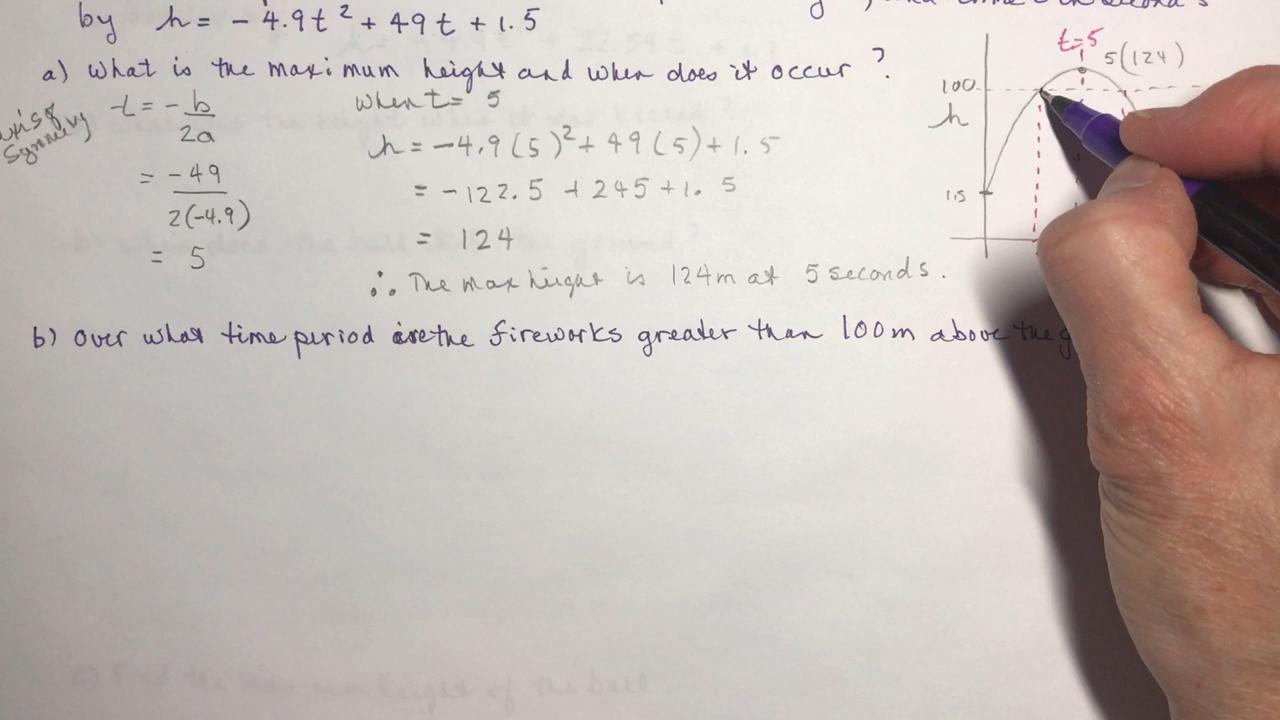 by h = - 4.9t² + 49t + 1.5
a) What is the maximum height and when does it occur ?
axis of
symmetry
t = -b
2a
= -49
2(-4.9)
= 5
when t = 5
h = -4.9(5)² + 49(5) + 1.5
= -122.5 + 245 + 1.5
= 124
∴ The max height is 124m at 5 seconds.
t=5
5(124)
100
h
1.5
b) Over what time period are the fireworks greater than 100m above the